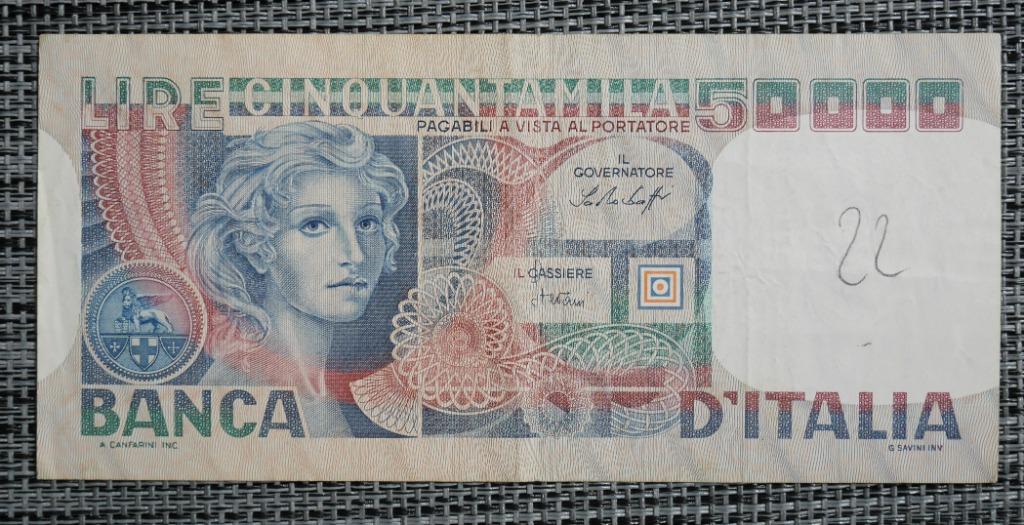 LIRE CINQUANTAMILA 50000
PAGABILI A VISTA AL PORTATORE
IL
GOVERNATORE
IL CASSIERE
22
BANCA D'ITALIA
A. CANFARINI INC.
G SAVINI INV